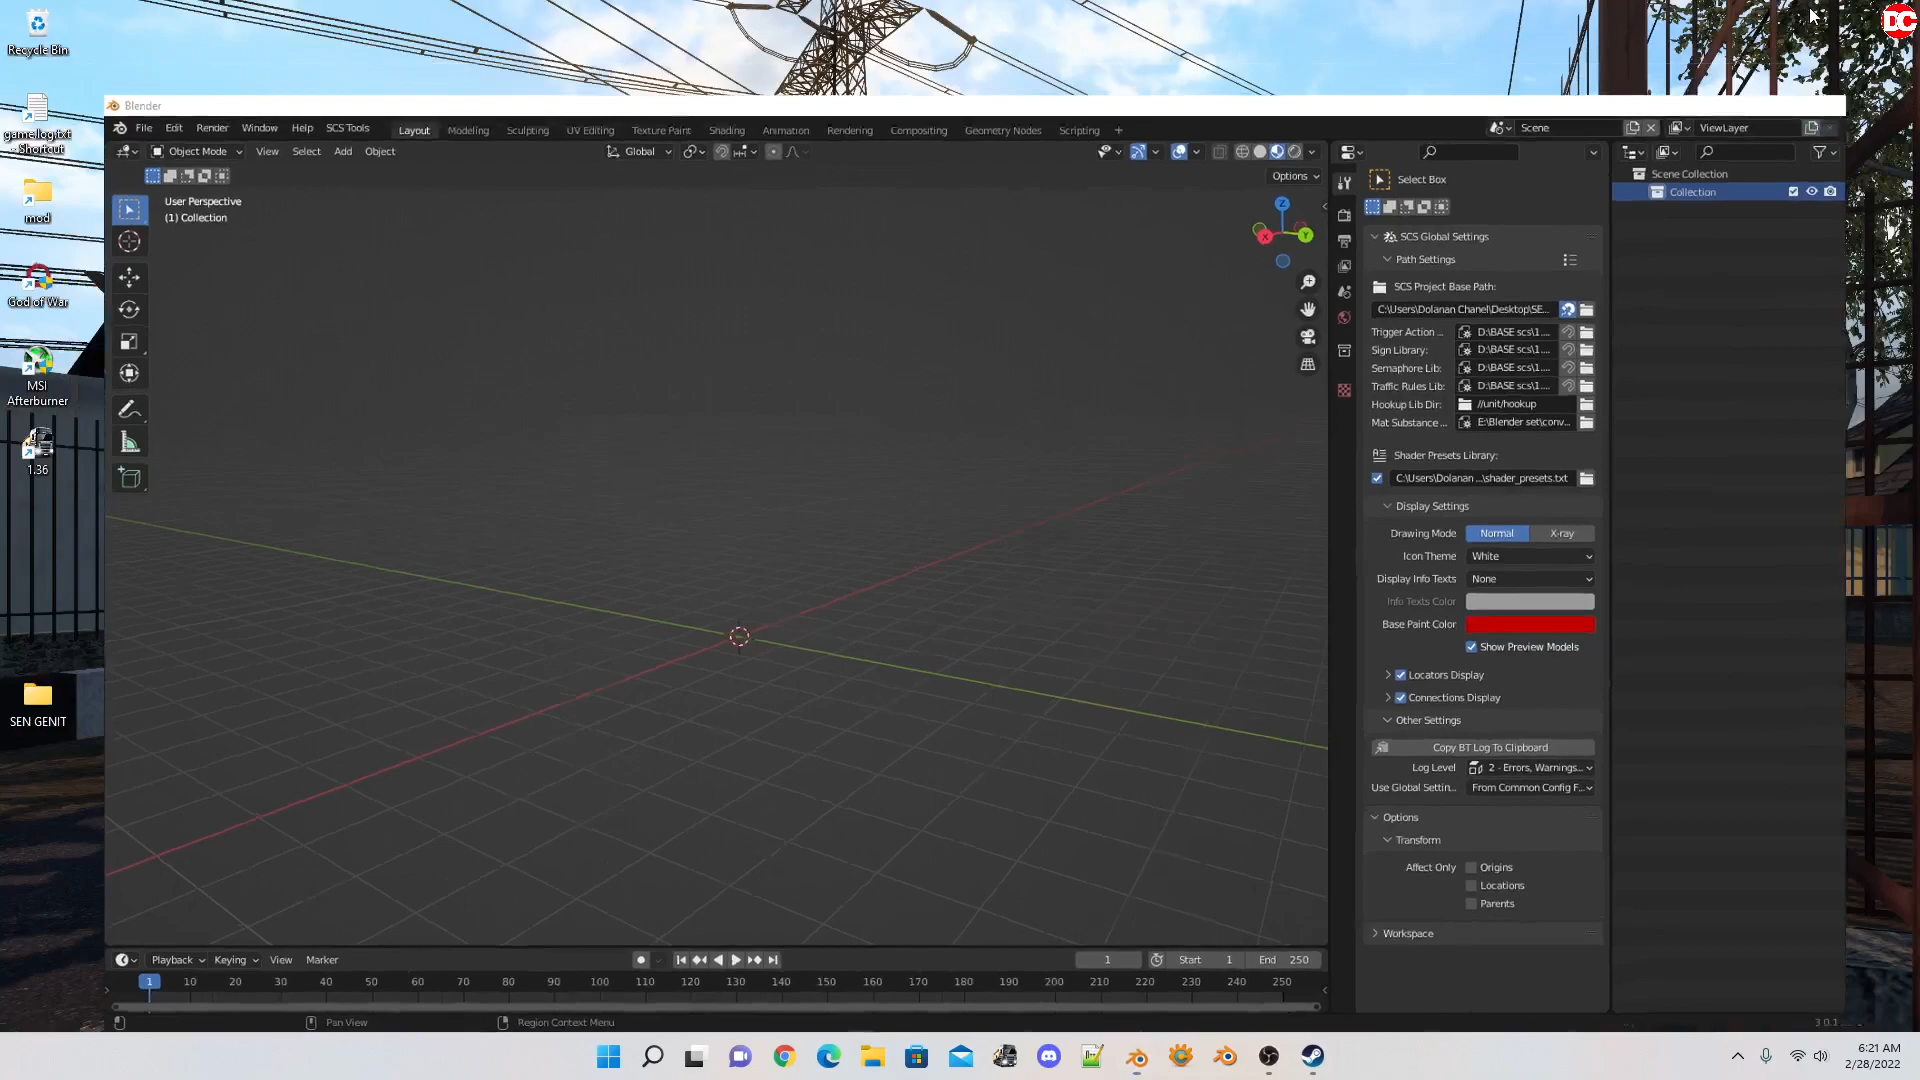 Recycle Bin
DC
game.log.txt
- Shortcut
mod
God of War
MSI
Afterburner
1.36
SEN GENIT
Blender
File Edit Render Window Help SCS Tools
Layout Modeling Sculpting UV Editing Texture Paint Shading Animation Rendering Compositing Geometry Nodes Scripting +
Scene
ViewLayer
Object Mode View Select Add Object
Global
Options
User Perspective
(1) Collection
Z
X
Y
Select Box
SCS Global Settings
Path Settings
SCS Project Base Path:
C:\Users\Dolanan Chanel\Desktop\SE...
Trigger Action ... D:\BASE scs\1....
Sign Library: D:\BASE scs\1....
Semaphore Lib: D:\BASE scs\1....
Traffic Rules Lib: D:\BASE scs\1....
Hookup Lib Dir: //unit/hookup
Mat Substance ... E:\Blender set\conv...
Shader Presets Library:
C:\Users\Dolanan ...\shader_presets.txt
Display Settings
Drawing Mode Normal X-ray
Icon Theme White
Display Info Texts None
Info Texts Color
Base Paint Color
Show Preview Models
Locators Display
Connections Display
Other Settings
Copy BT Log To Clipboard
Log Level 2 - Errors, Warnings...
Use Global Settin... From Common Config F...
Options
Transform
Affect Only Origins
Locations
Parents
Workspace
Scene Collection
Collection
Playback Keying View Marker
1 Start 1 End 250
1 10 20 30 40 50 60 70 80 90 100 110 120 130 140 150 160 170 180 190 200 210 220 230 240 250
Pan View Region Context Menu
3.0.1
6:21 AM
2/28/2022